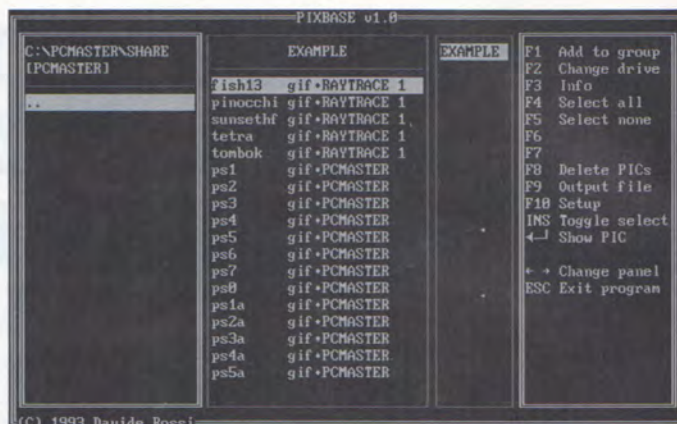 PIXBASE v1.0
C:\PCMASTER\SHARE
[PCMASTER]
..
EXAMPLE
fish13 gif•RAYTRACE 1
pinocchi gif•RAYTRACE 1
sunsethf gif•RAYTRACE 1
tetra gif•RAYTRACE 1
tombok gif•RAYTRACE 1
ps1 gif•PCMASTER
ps2 gif•PCMASTER
ps3 gif•PCMASTER
ps4 gif•PCMASTER
ps5 gif•PCMASTER
ps6 gif•PCMASTER
ps7 gif•PCMASTER
ps0 gif•PCMASTER
ps1a gif•PCMASTER
ps2a gif•PCMASTER
ps3a gif•PCMASTER
ps4a gif•PCMASTER
ps5a gif•PCMASTER
EXAMPLE
F1 Add to group
F2 Change drive
F3 Info
F4 Select all
F5 Select none
F6
F7
F8 Delete PICs
F9 Output file
F10 Setup
INS Toggle select
←┘ Show PIC
← → Change panel
ESC Exit program
(C) 1993 Davide Rossi